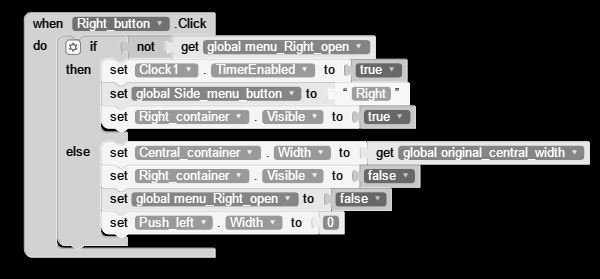 when Right_button .Click
do if not get global menu_Right_open
then set Clock1 . TimerEnabled to true
set global Side_menu_button to “ Right ”
set Right_container . Visible to true
else set Central_container . Width to get global original_central_width
set Right_container . Visible to false
set global menu_Right_open to false
set Push_left . Width to 0